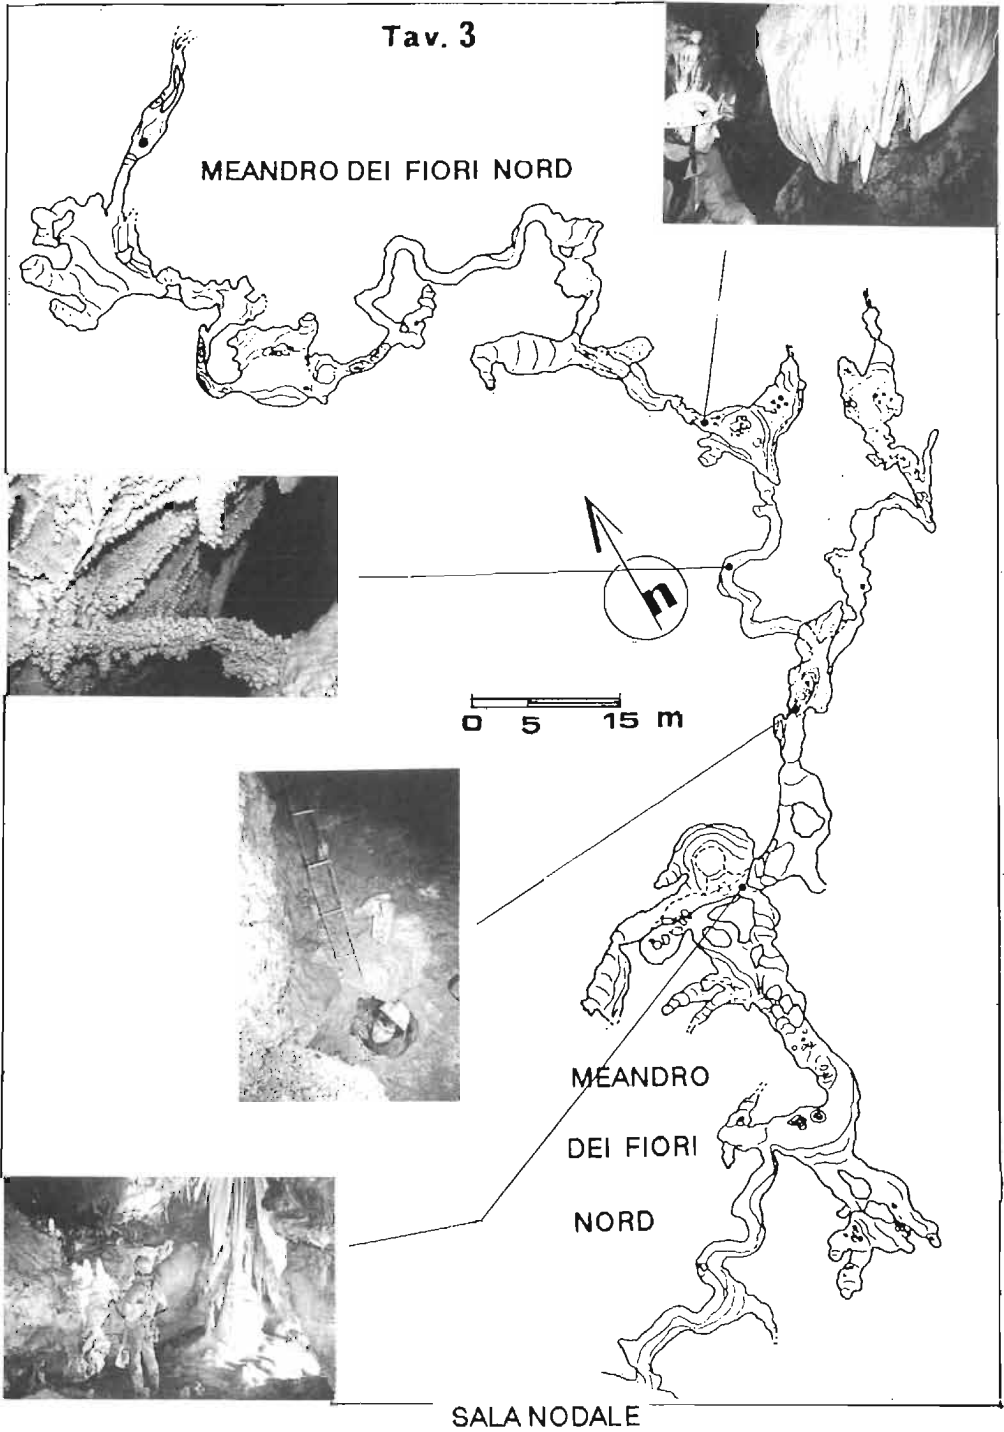 Tav. 3
MEANDRO DEI FIORI NORD
n
0 5 15 m
MEANDRO
DEI FIORI
NORD
SALA NODALE